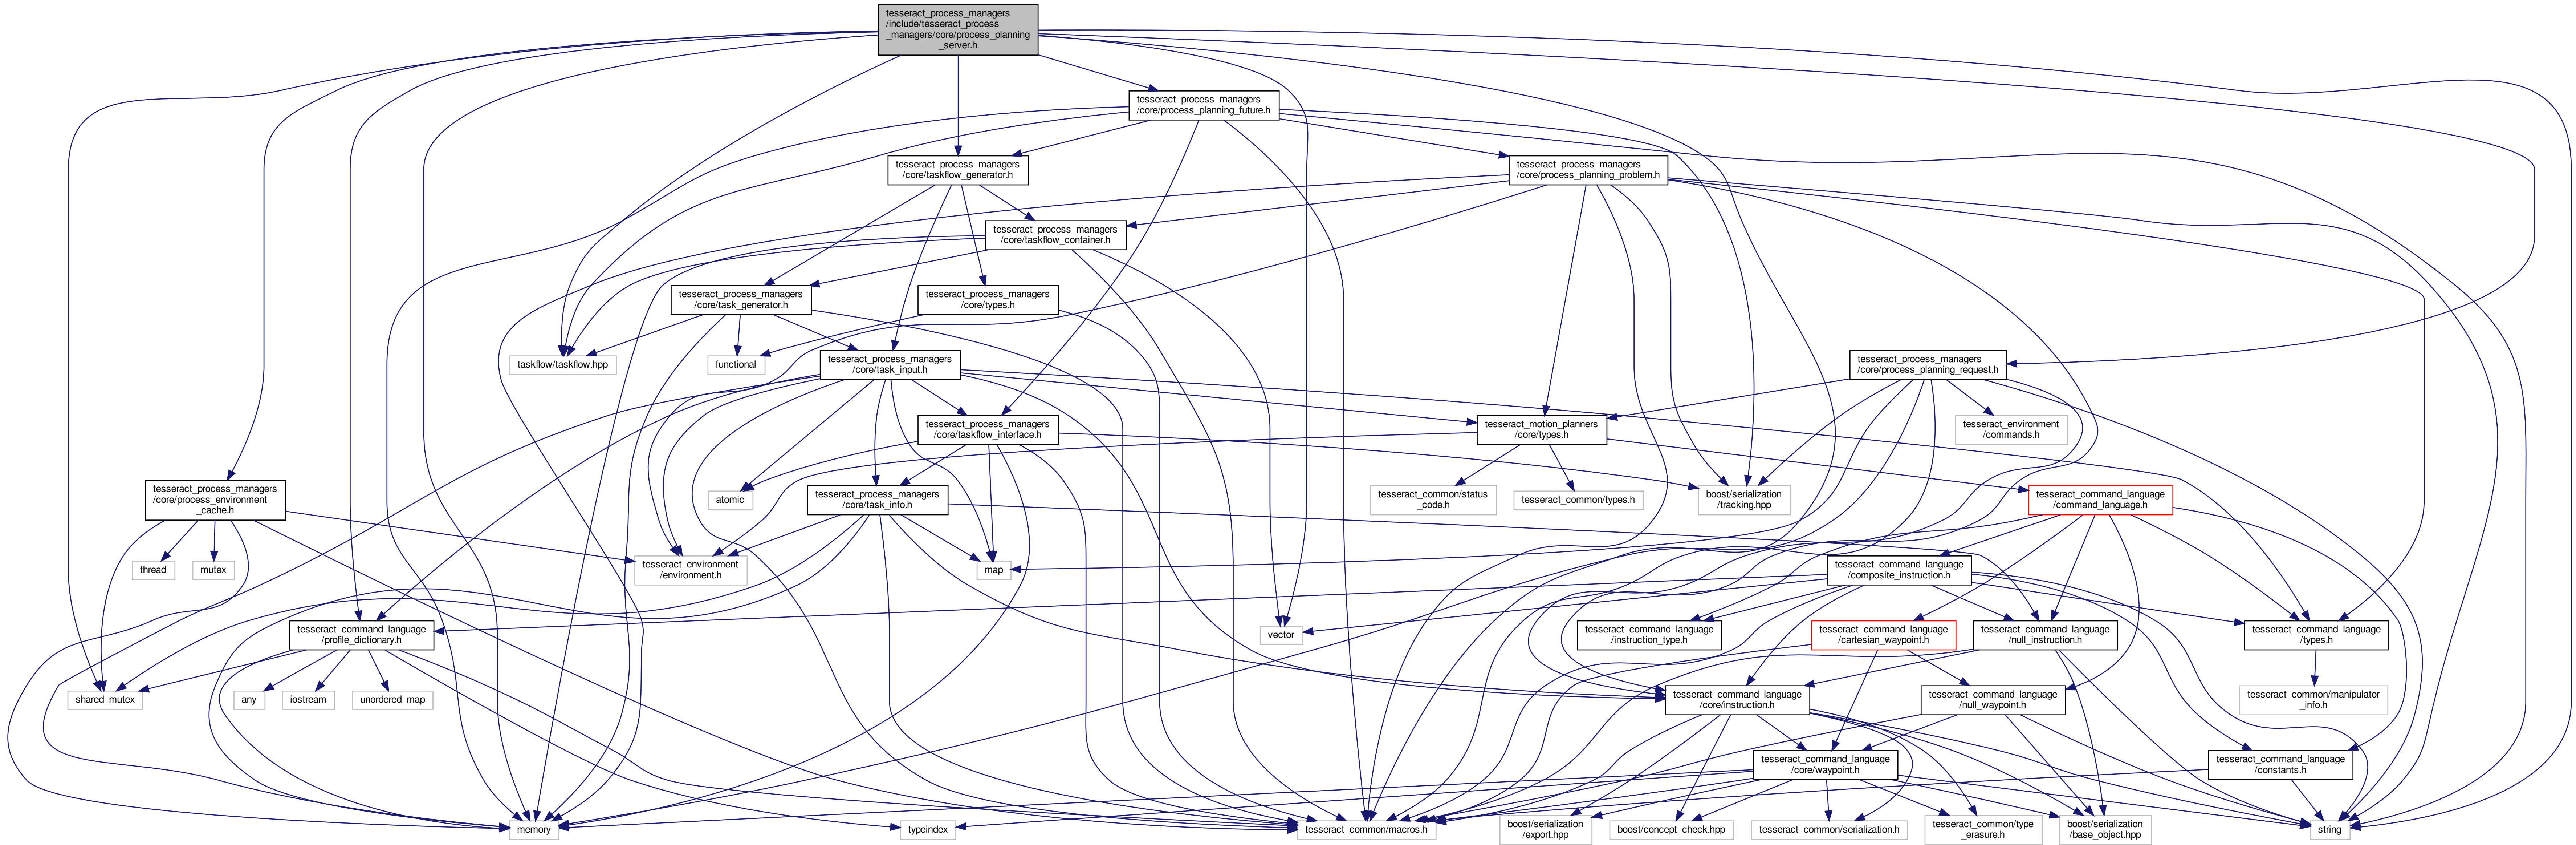 tesseract_process_managers
/include/tesseract_process
_managers/core/process_planning
_server.h
tesseract_process_managers
/core/process_planning_future.h
tesseract_process_managers
/core/taskflow_generator.h
tesseract_process_managers
/core/process_planning_problem.h
tesseract_process_managers
/core/taskflow_container.h
tesseract_process_managers
/core/task_generator.h
tesseract_process_managers
/core/types.h
taskflow/taskflow.hpp
functional
tesseract_process_managers
/core/task_input.h
tesseract_process_managers
/core/process_planning_request.h
tesseract_process_managers
/core/taskflow_interface.h
tesseract_motion_planners
/core/types.h
tesseract_environment
/commands.h
tesseract_process_managers
/core/process_environment
_cache.h
atomic
tesseract_process_managers
/core/task_info.h
tesseract_common/status
_code.h
tesseract_common/types.h
boost/serialization
/tracking.hpp
tesseract_command_language
/command_language.h
thread
mutex
tesseract_environment
/environment.h
map
tesseract_command_language
/composite_instruction.h
tesseract_command_language
/profile_dictionary.h
vector
tesseract_command_language
/instruction_type.h
tesseract_command_language
/cartesian_waypoint.h
tesseract_command_language
/null_instruction.h
tesseract_command_language
/types.h
shared_mutex
any
iostream
unordered_map
tesseract_command_language
/core/instruction.h
tesseract_command_language
/null_waypoint.h
tesseract_common/manipulator
_info.h
tesseract_command_language
/core/waypoint.h
tesseract_command_language
/constants.h
memory
typeindex
tesseract_common/macros.h
boost/serialization
/export.hpp
boost/concept_check.hpp
tesseract_common/serialization.h
tesseract_common/type
_erasure.h
boost/serialization
/base_object.hpp
string